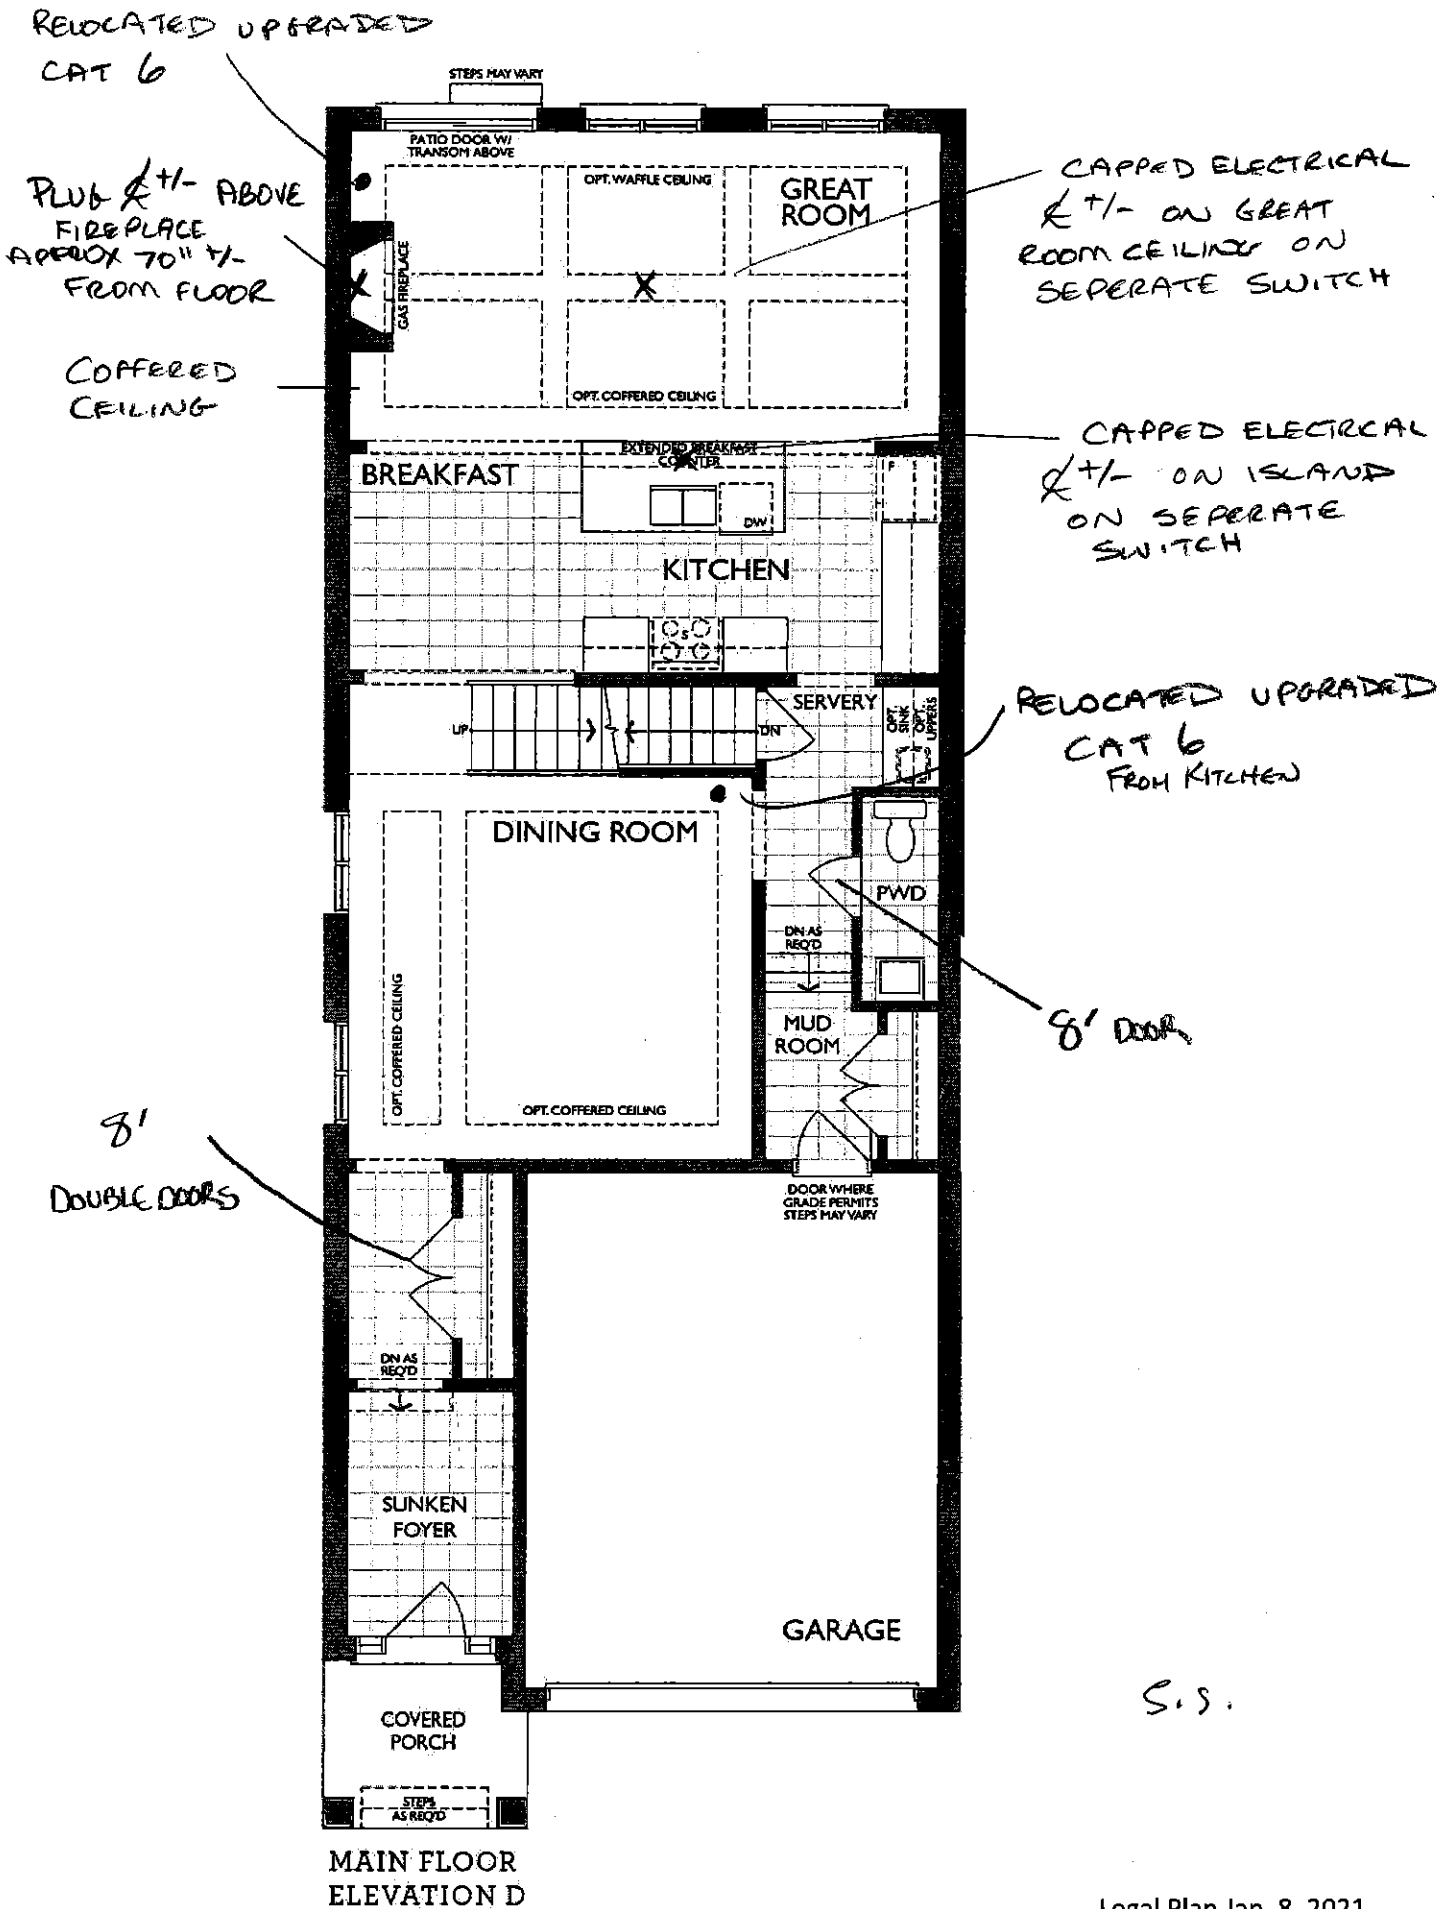 RELOCATED UPGRADED
CAT 6
STEPS MAY VARY
PATIO DOOR W/
TRANSOM ABOVE
OPT. WAFFLE CEILING
GREAT
ROOM
PLUG ℄ +/- ABOVE
FIREPLACE
APPROX 70" +/-
FROM FLOOR
GAS FIREPLACE
CAPPED ELECTRICAL
℄ +/- ON GREAT
ROOM CEILING ON
SEPERATE SWITCH
COFFERED
CEILING
OPT. COFFERED CEILING
CAPPED ELECTRCAL
℄ +/- ON ISLAND
ON SEPERATE
SWITCH
EXTENDED BREAKFAST
COUNTER
BREAKFAST
F
DW
KITCHEN
S
SERVERY
UP
DN
OPT.
SINK
OPT.
UPPERS
RELOCATED UPGRADED
CAT 6
FROM KITCHEN
DINING ROOM
PWD
DN AS
REQ'D
OPT. COFFERED CEILING
MUD
ROOM
8' DOOR
OPT. COFFERED CEILING
8'
DOUBLE DOORS
DOOR WHERE
GRADE PERMITS
STEPS MAY VARY
DN AS
REQ'D
SUNKEN
FOYER
GARAGE
S.S.
COVERED
PORCH
STEPS
AS REQ'D
MAIN FLOOR
ELEVATION D
Legal Plan Jan. 8, 2021